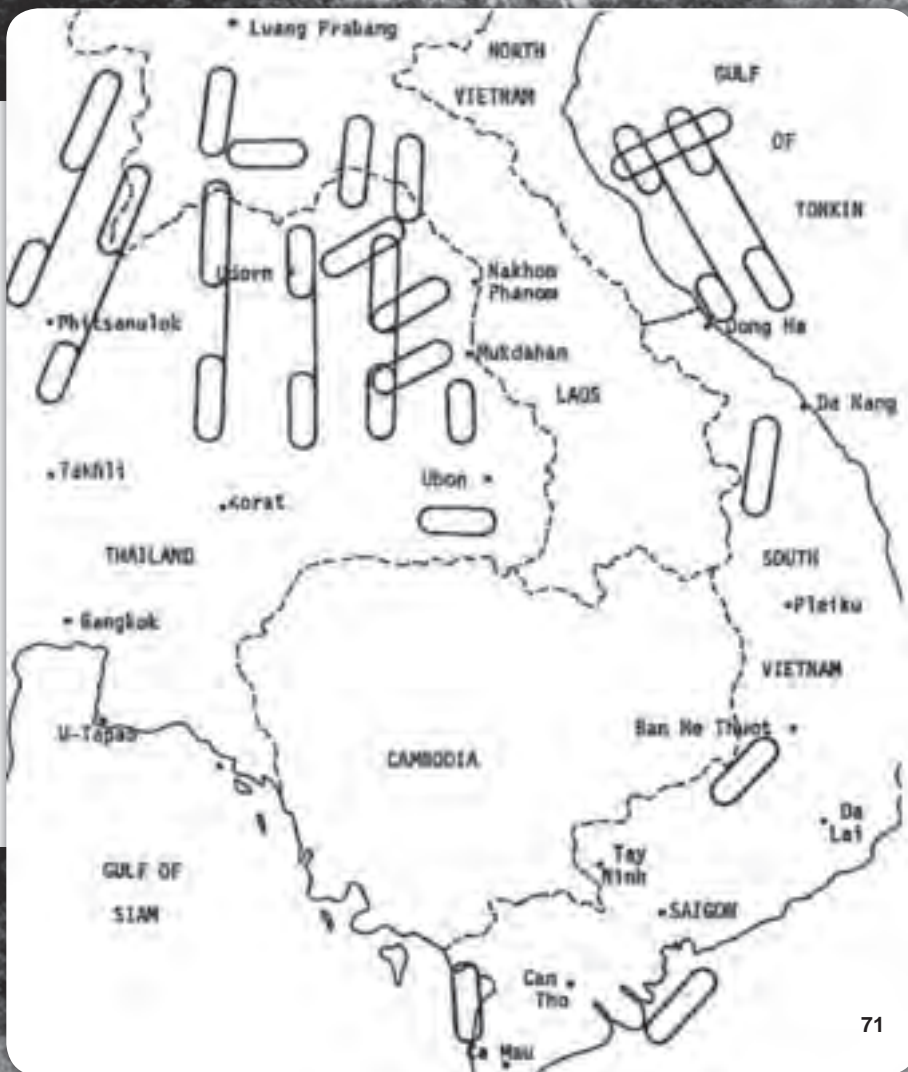 Luang Prabang
NORTH
VIETNAM
GULF
OF
TONKIN
Udorn
Nakhom
Phanom
Phitsanulok
Dong Ha
Mukdahan
LAOS
Da Nang
Takhli
Ubon
Korat
THAILAND
SOUTH
Pleiku
Bangkok
VIETNAM
U-Tapao
Ban Me Thuot
CAMBODIA
Da
Lai
GULF OF
SIAM
Tay
Ninh
SAIGON
Can
Tho
Ca Mau
71